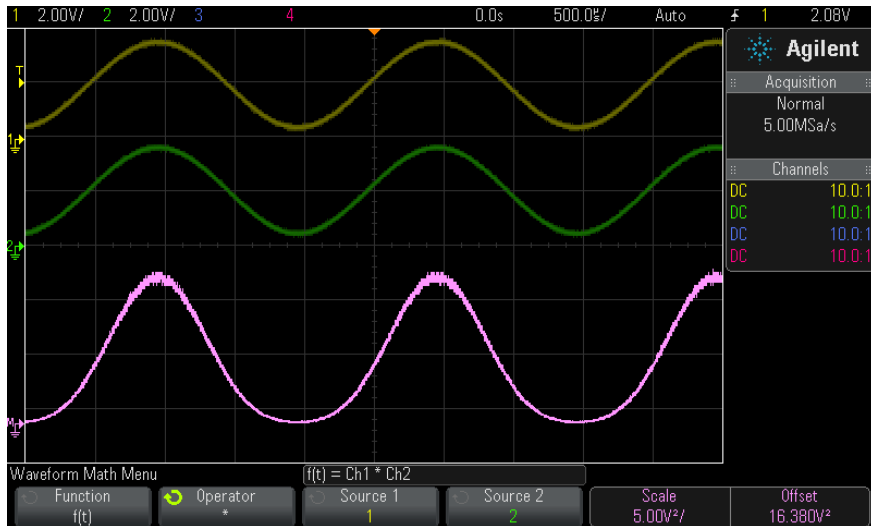 1 2.00V/ 2 2.00V/ 3 4 0.0s 500.0µs/ Auto 1 2.08V
Agilent
Acquisition
Normal
5.00MSa/s
Channels
DC 10.0:1
DC 10.0:1
DC 10.0:1
DC 10.0:1
T
1
2
M
Waveform Math Menu
f(t) = Ch1 * Ch2
Function
f(t)
Operator
*
Source 1
1
Source 2
2
Scale
5.00V²/
Offset
16.380V²